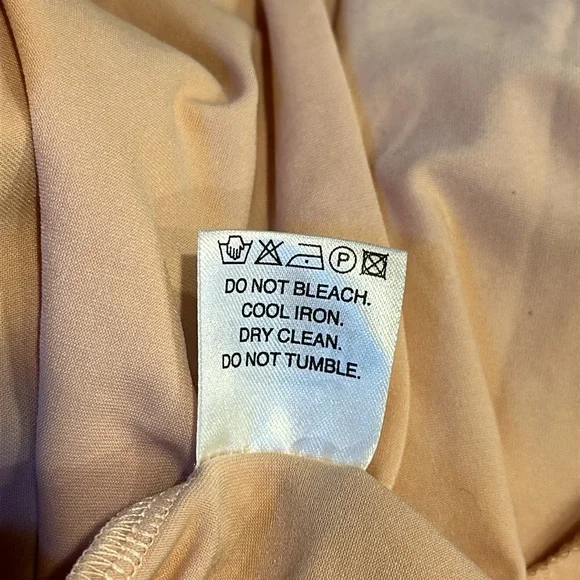 P
DO NOT BLEACH.
COOL IRON.
DRY CLEAN.
DO NOT TUMBLE.